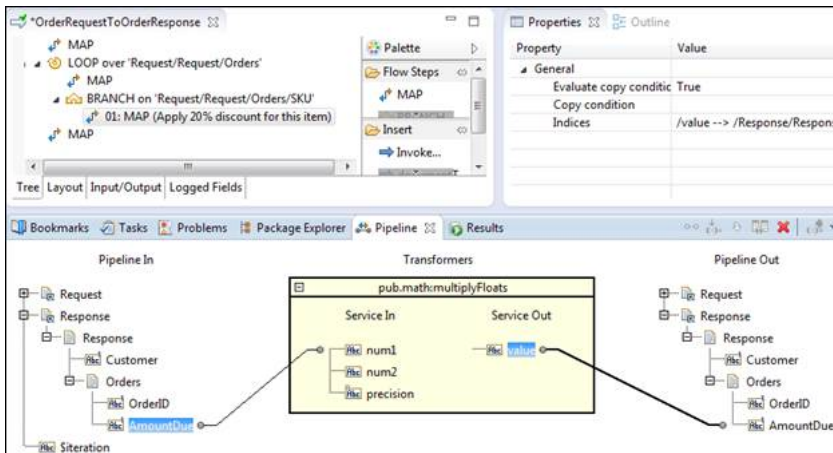 *OrderRequestToOrderResponse
MAP
LOOP over 'Request/Request/Orders'
MAP
BRANCH on 'Request/Request/Orders/SKU'
01: MAP (Apply 20% discount for this item)
MAP
Palette
Flow Steps
MAP
Insert
Invoke...
Tree Layout Input/Output Logged Fields
Properties Outline
Property Value
General
Evaluate copy conditic True
Copy condition
Indices /value --> /Response/Respon
Bookmarks Tasks Problems Package Explorer Pipeline Results
Pipeline In Transformers Pipeline Out
Request
Response
Response
Customer
Orders
OrderID
AmountDue
$iteration
pub.math:multiplyFloats
Service In Service Out
num1 value
num2
precision
Request
Response
Response
Customer
Orders
OrderID
AmountDue